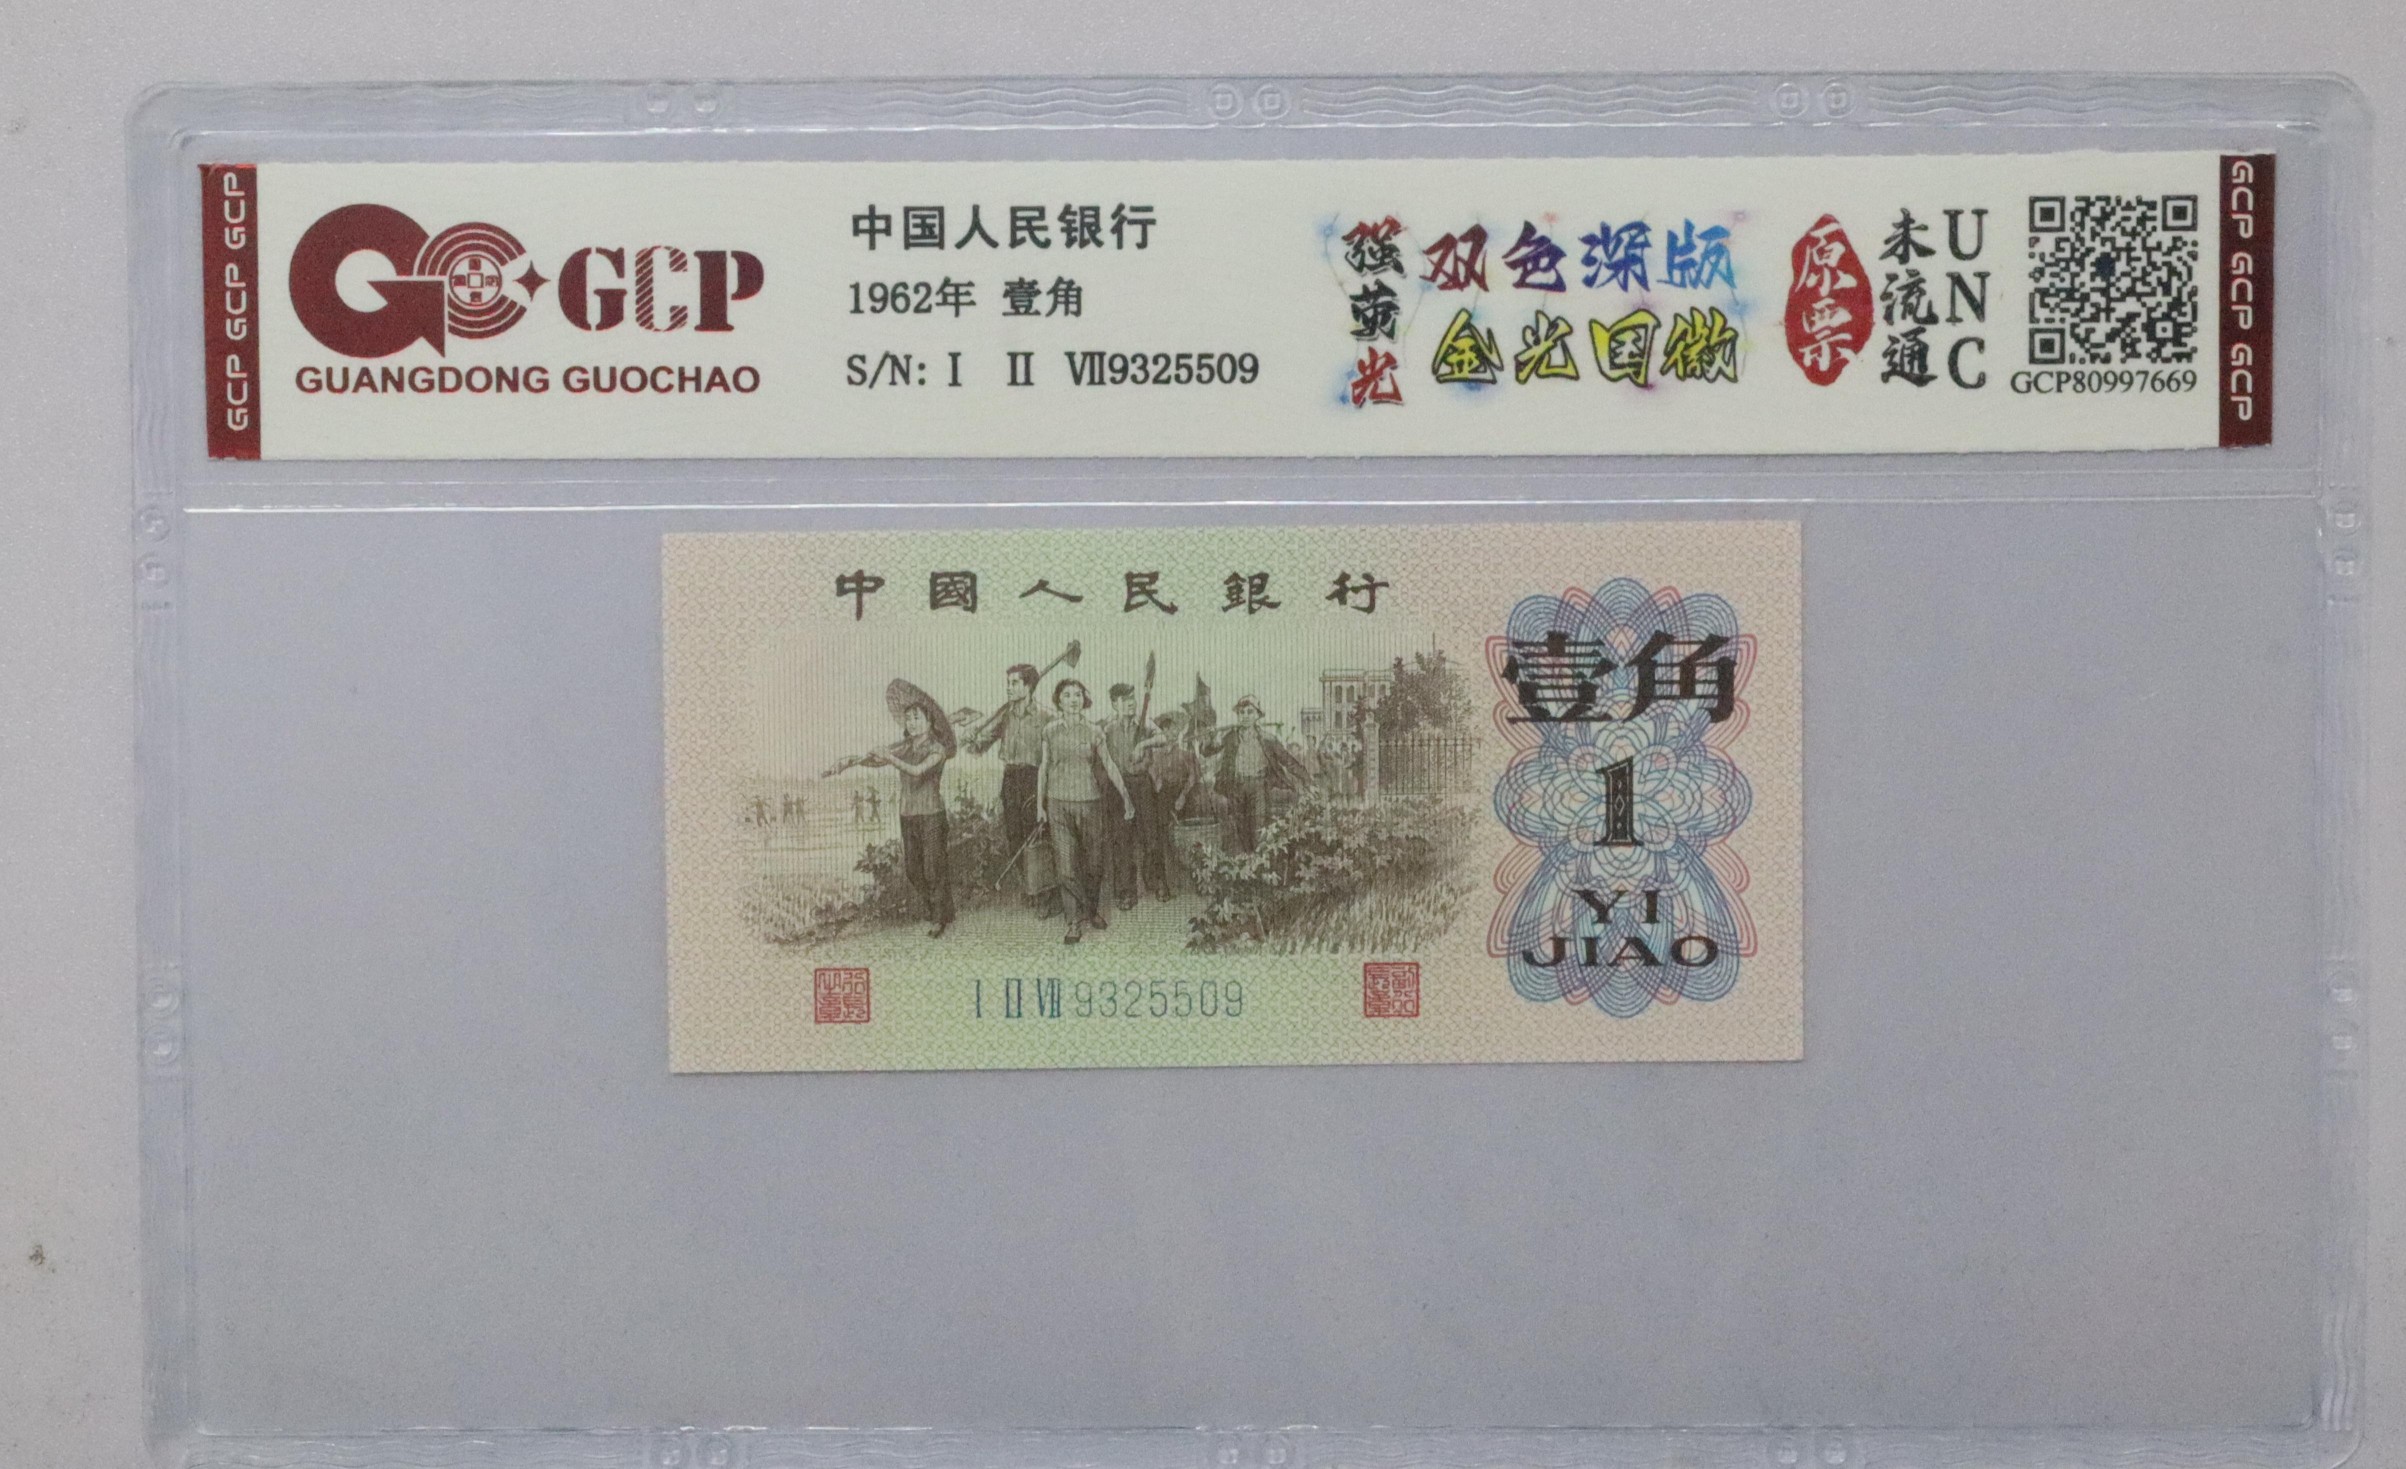 GCP GCP GCP
GCP
GUANGDONG GUOCHAO
中国人民银行
1962年 壹角
S/N: Ⅰ Ⅱ Ⅶ9325509
强荧光
双色深版
金光国徽
原票
未流通
UNC
GCP80997669
GCP GCP GCP
中國人民銀行
壹角
1
YI
JIAO
Ⅰ Ⅱ Ⅶ 9325509